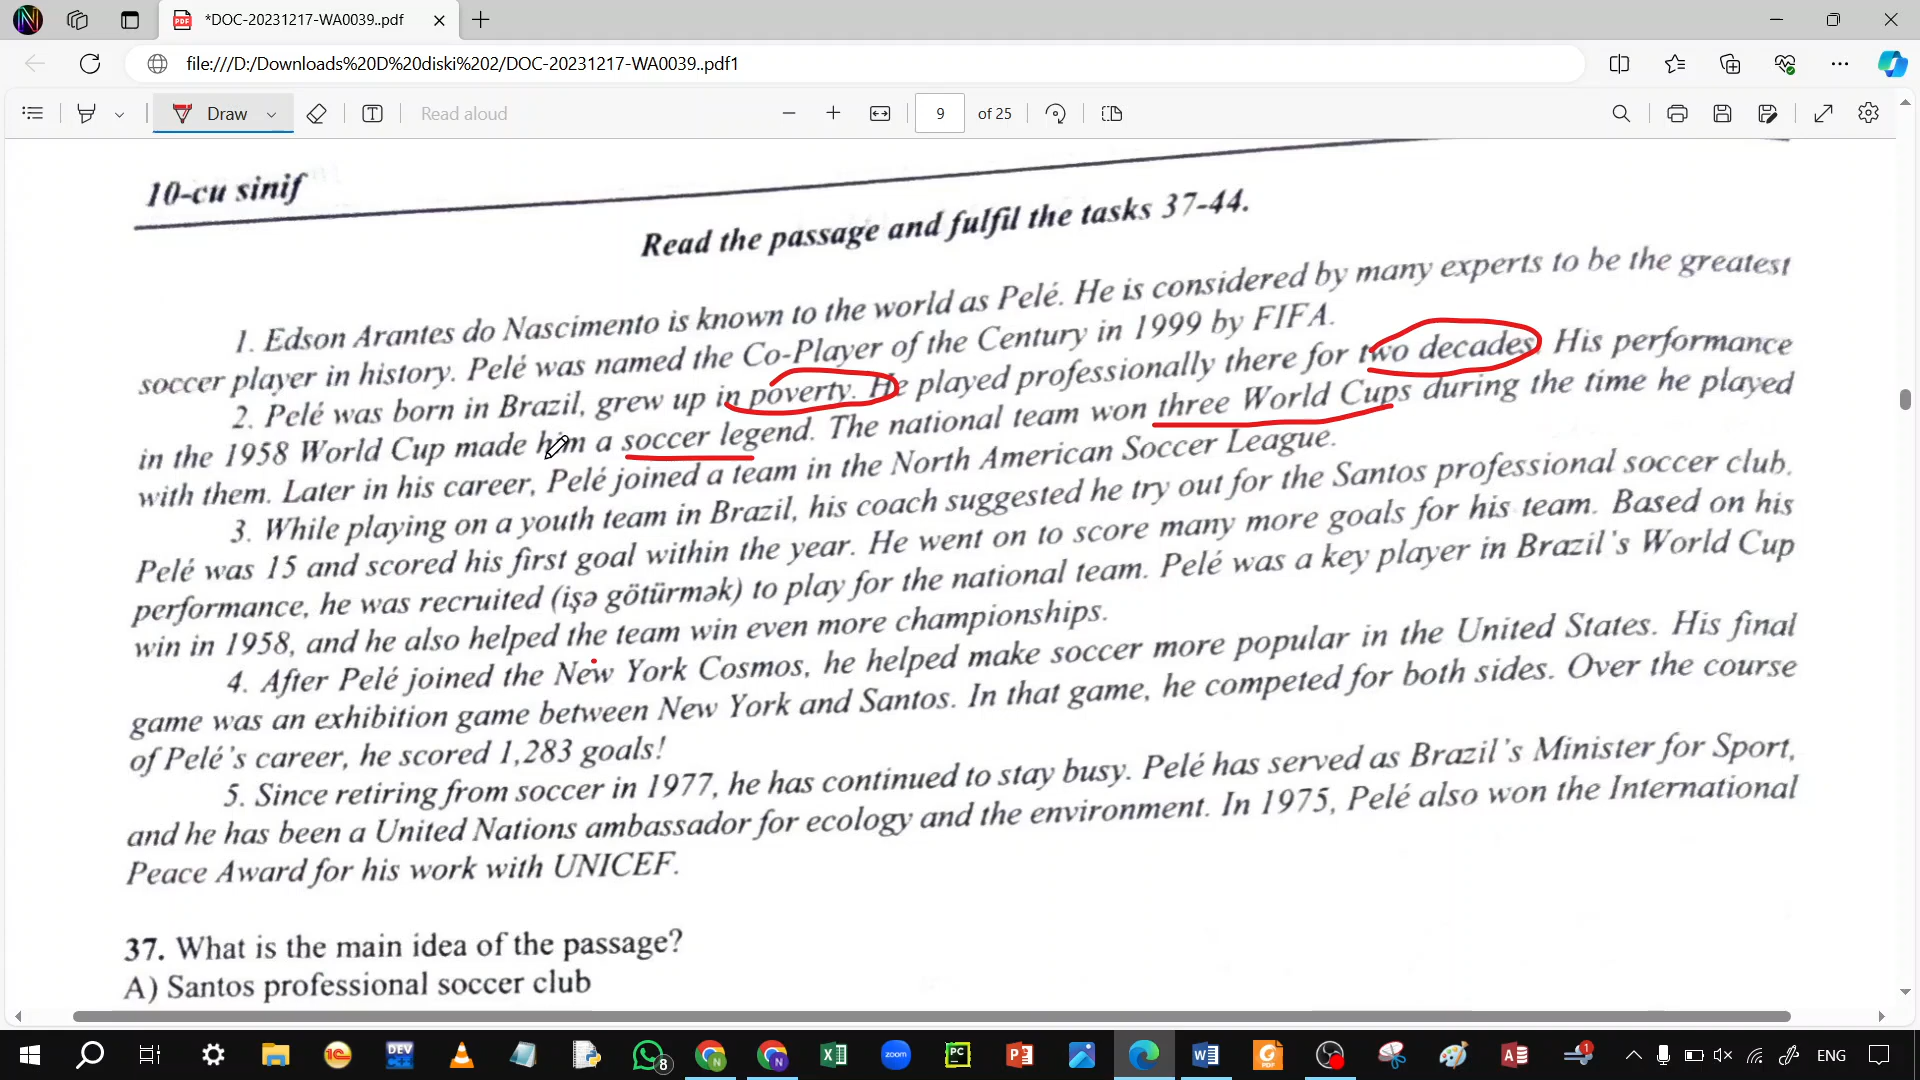 *DOC-20231217-WA0039..pdf
file:///D:/Downloads%20D%20diski%202/DOC-20231217-WA0039..pdf1
Draw
Read aloud
9 of 25
10-cu sinif
Read the passage and fulfil the tasks 37-44.
1. Edson Arantes do Nascimento is known to the world as Pelé. He is considered by many experts to be the greatest
soccer player in history. Pelé was named the Co-Player of the Century in 1999 by FIFA.
2. Pelé was born in Brazil, grew up in poverty. He played professionally there for two decades. His performance
in the 1958 World Cup made him a soccer legend. The national team won three World Cups during the time he played
with them. Later in his career, Pelé joined a team in the North American Soccer League.
3. While playing on a youth team in Brazil, his coach suggested he try out for the Santos professional soccer club.
Pelé was 15 and scored his first goal within the year. He went on to score many more goals for his team. Based on his
performance, he was recruited (işə götürmək) to play for the national team. Pelé was a key player in Brazil's World Cup
win in 1958, and he also helped the team win even more championships.
4. After Pelé joined the New York Cosmos, he helped make soccer more popular in the United States. His final
game was an exhibition game between New York and Santos. In that game, he competed for both sides. Over the course
of Pelé's career, he scored 1,283 goals!
5. Since retiring from soccer in 1977, he has continued to stay busy. Pelé has served as Brazil's Minister for Sport,
and he has been a United Nations ambassador for ecology and the environment. In 1975, Pelé also won the International
Peace Award for his work with UNICEF.
37. What is the main idea of the passage?
A) Santos professional soccer club
DEV
8
zoom
PC
1
ENG